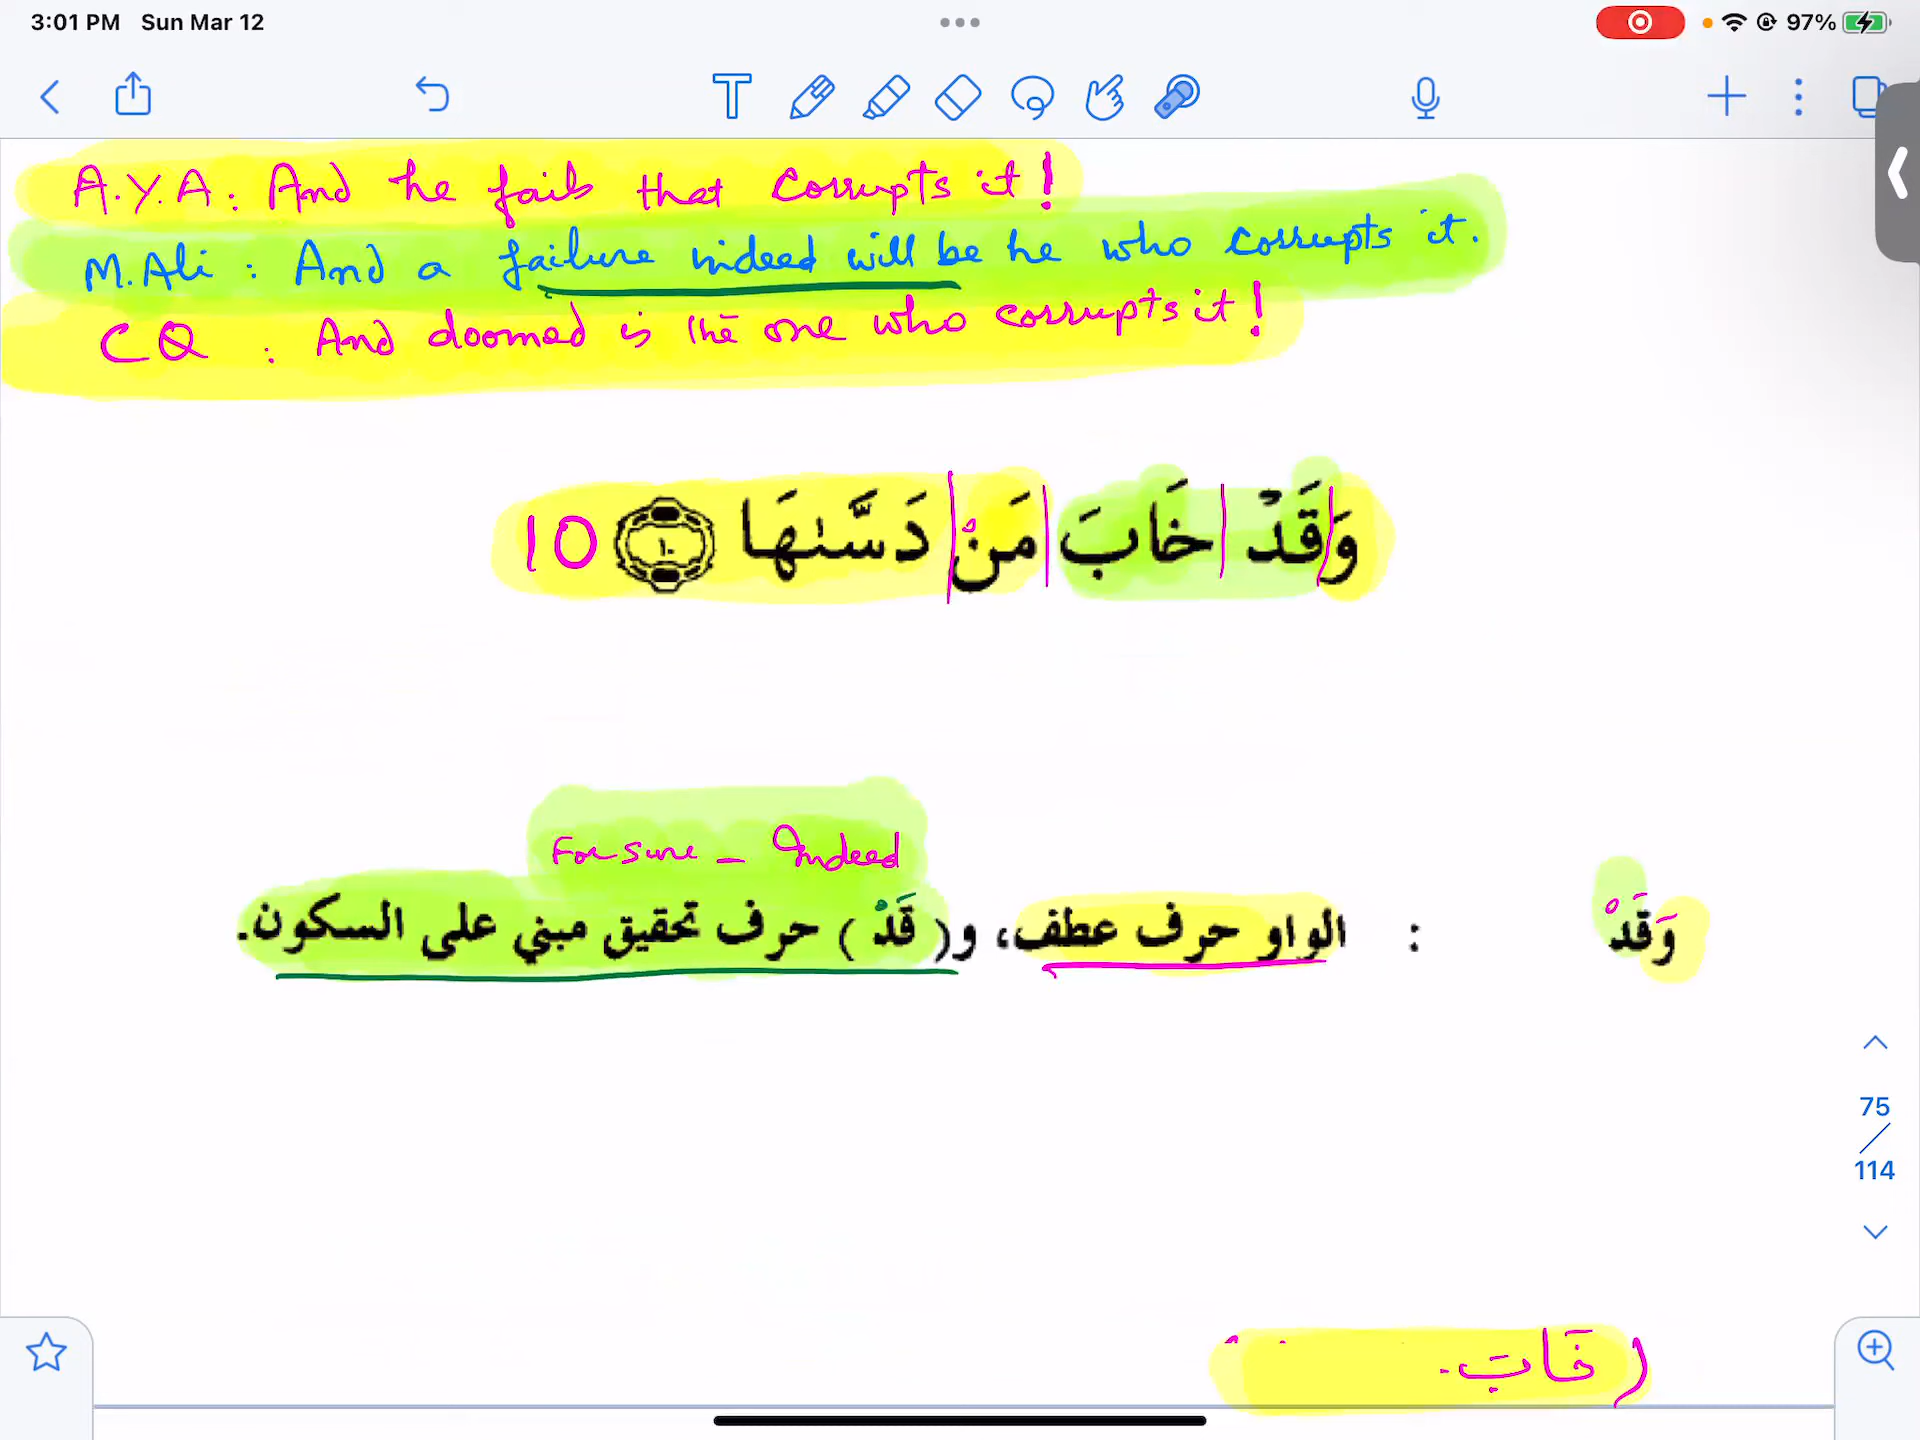 3:01 PM Sun Mar 12 97%
A.Y.A: And he fails that corrupts it!
M.Ali: And a failure indeed will be he who corrupts it.
CQ : And doomed is the one who corrupts it!
وَقَدْ خَابَ مَنْ دَسَّىٰهَا ١٠ 10
For sure - Indeed
وَقَدْ : الواو حرف عطف، و(قَدْ) حرف تحقيق مبني على السكون.
75
114
(خَابَ